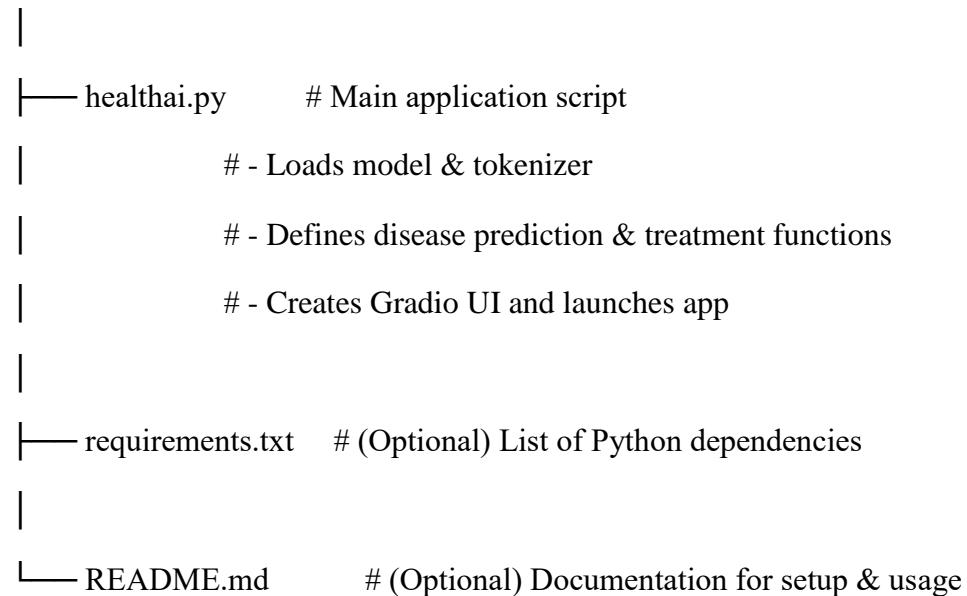 │
├── healthai.py # Main application script
│ # - Loads model & tokenizer
│ # - Defines disease prediction & treatment functions
│ # - Creates Gradio UI and launches app
│
├── requirements.txt # (Optional) List of Python dependencies
│
└── README.md # (Optional) Documentation for setup & usage